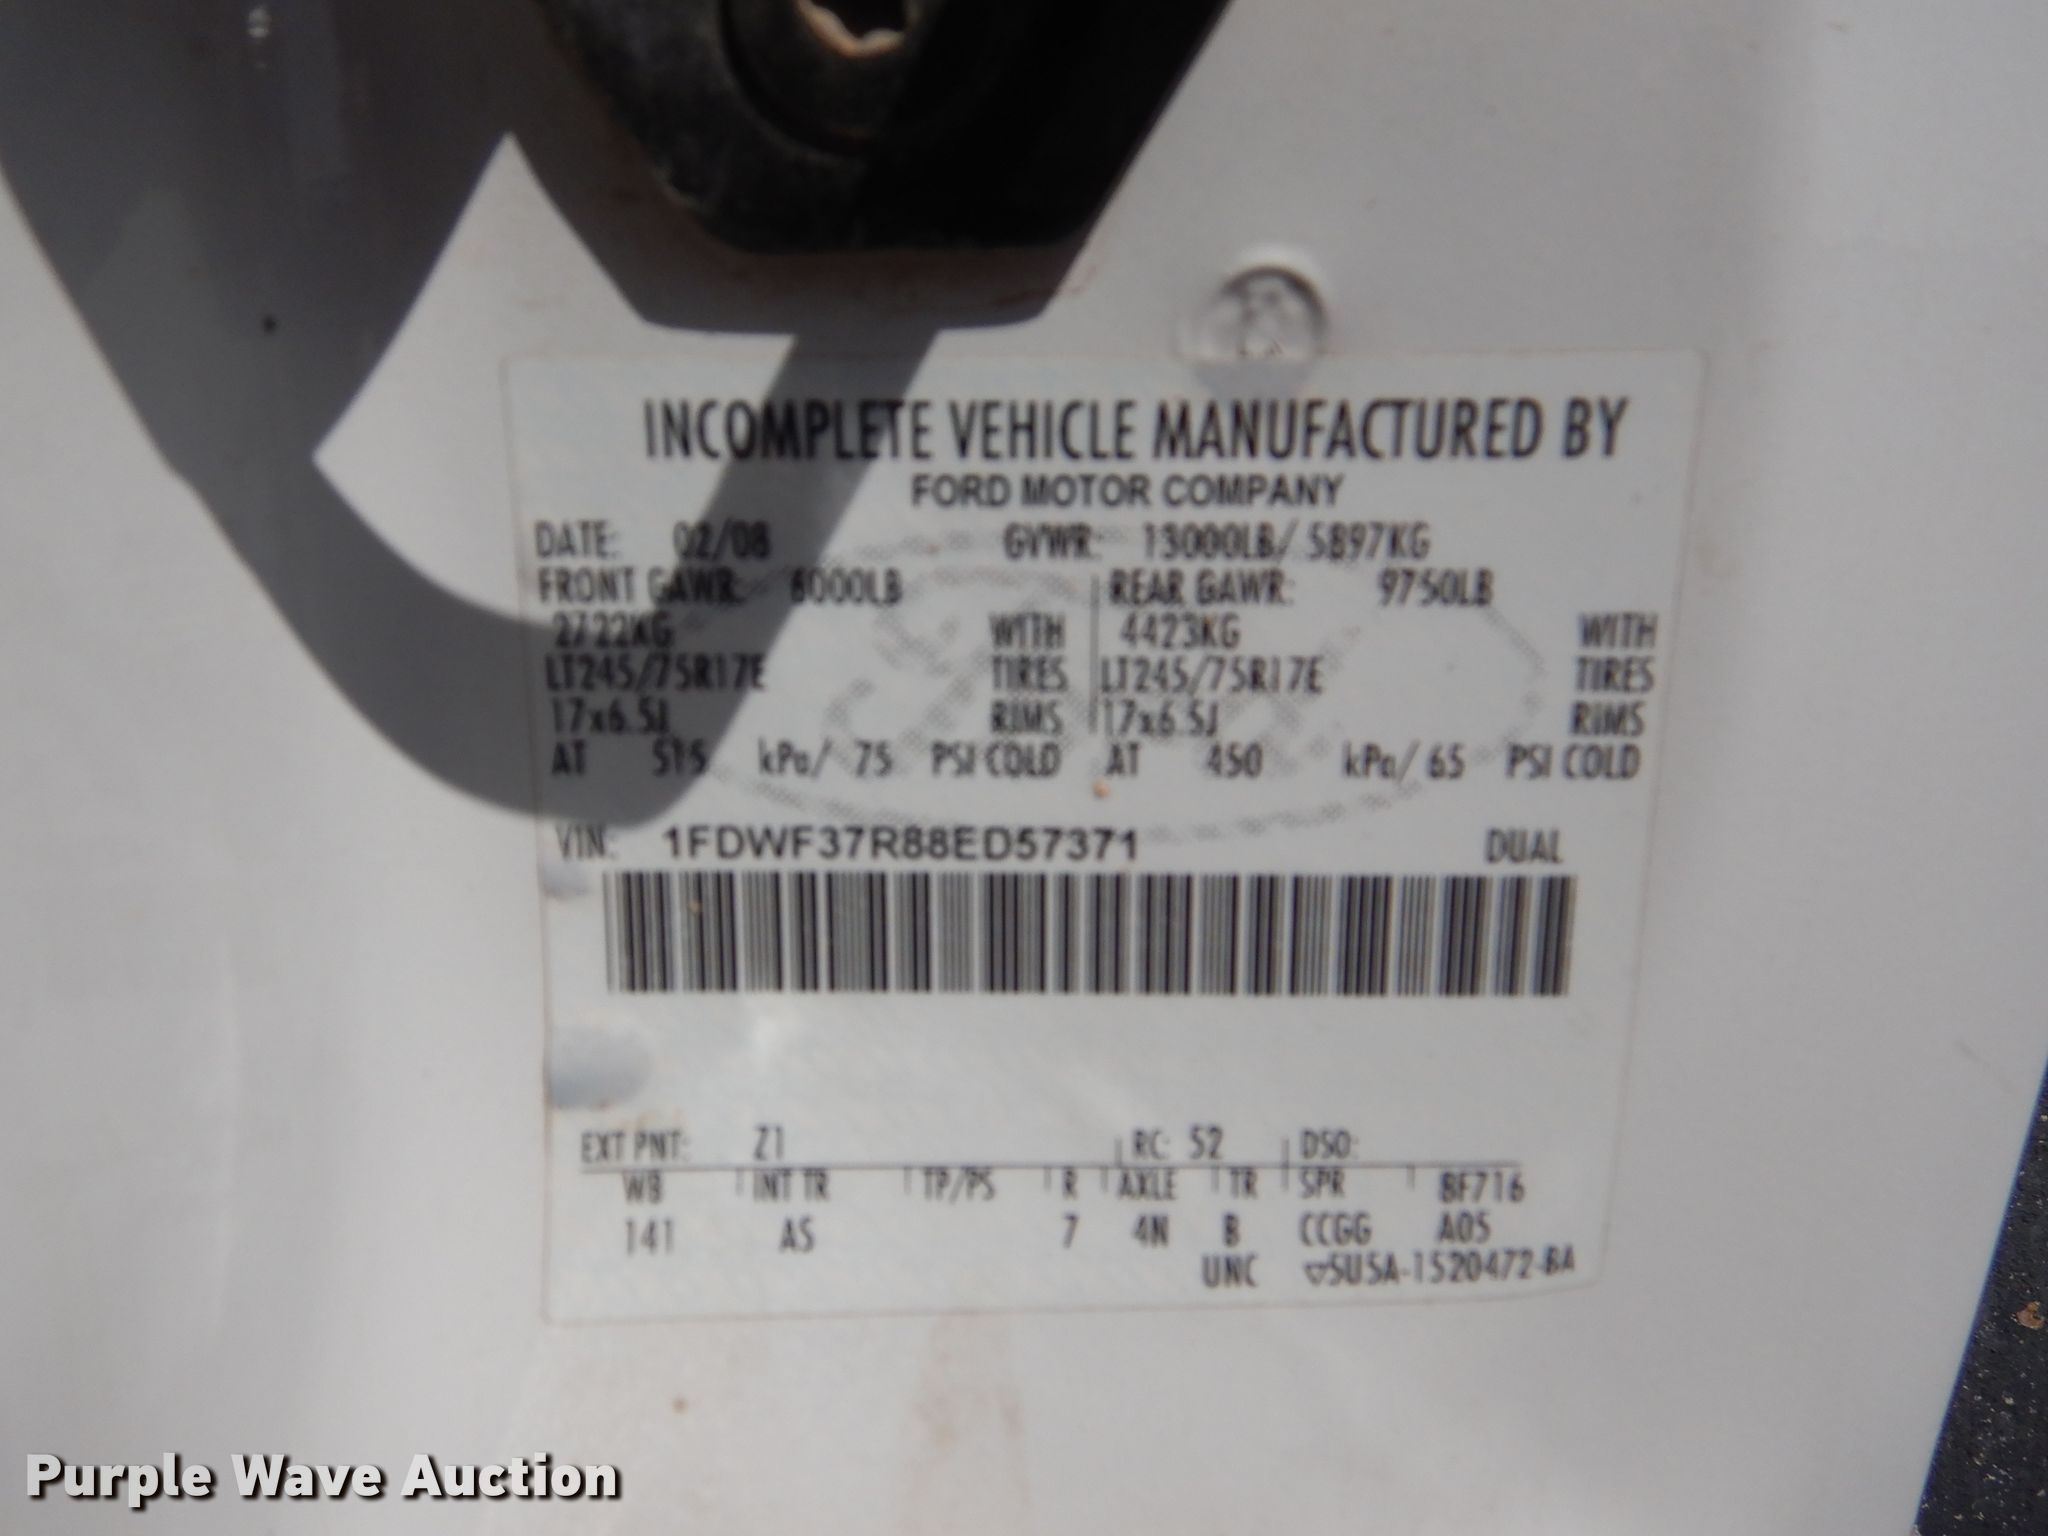 INCOMPLETE VEHICLE MANUFACTURED BY
FORD MOTOR COMPANY
DATE: 02/08 GVWR: 13000LB/ 5897KG
FRONT GAWR: 6000LB REAR GAWR: 9750LB
2722KG WITH 4423KG WITH
LT245/75R17E TIRES LT245/75R17E TIRES
17x6.5J RIMS 17x6.5J RIMS
AT 515 kPa/ 75 PSI COLD AT 450 kPa/ 65 PSI COLD
VIN: 1FDWF37R88ED57371 DUAL
EXT PNT: Z1 RC: 52 DSO:
WB INT TR TP/PS R AXLE TR SPR BF716
141 AS 7 4N B CCGG A05
UNC ▽5U5A-1520472-BA
Purple Wave Auction